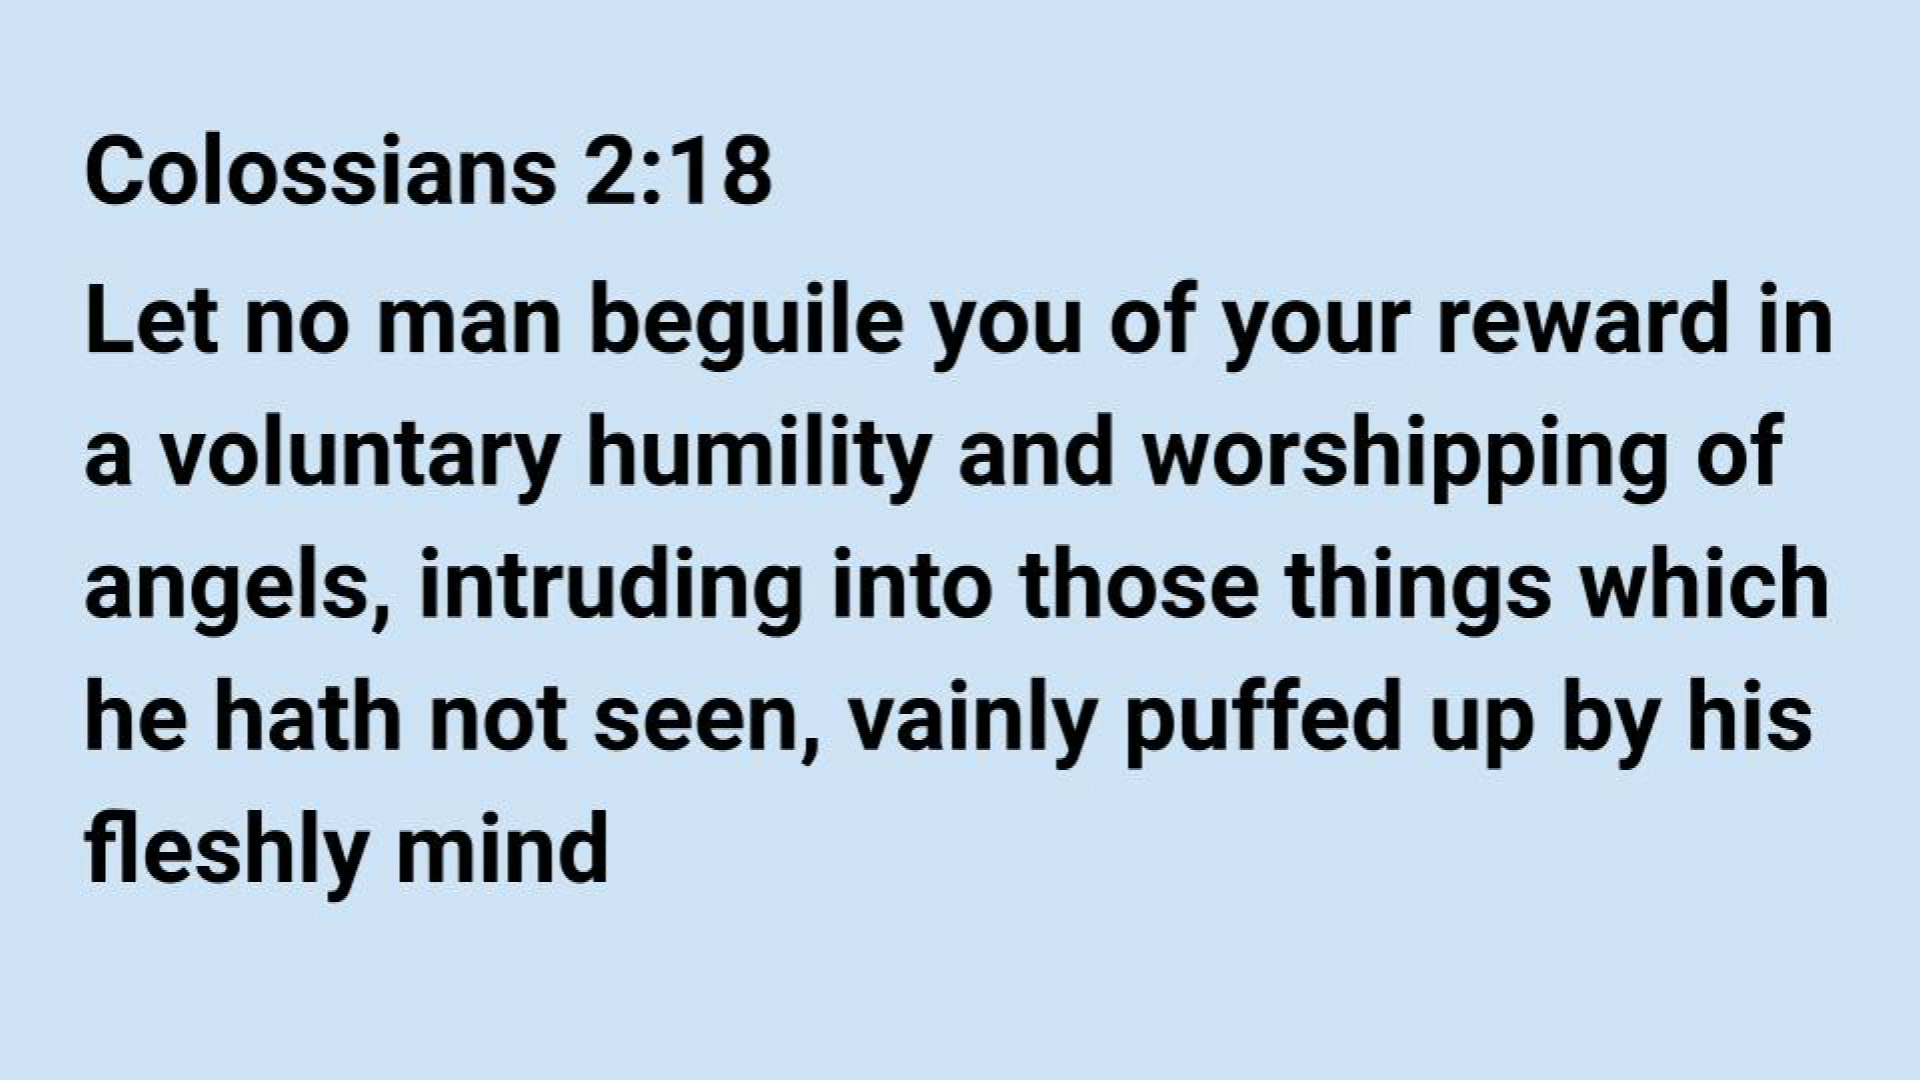 Colossians 2:18
Let no man beguile you of your reward in
a voluntary humility and worshipping of
angels, intruding into those things which
he hath not seen, vainly puffed up by his
fleshly mind